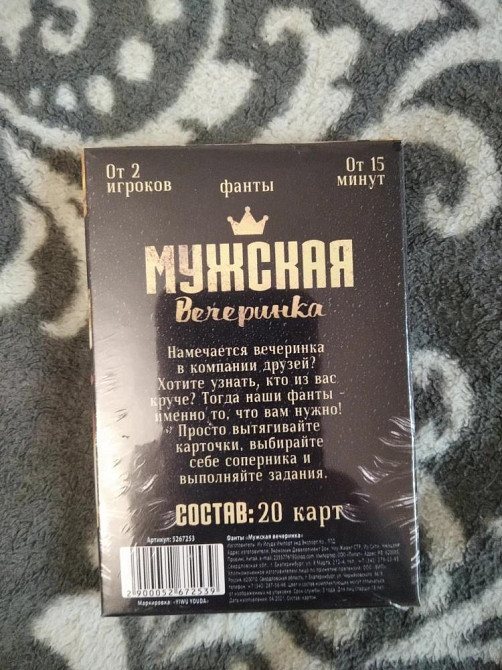 От 2
игроков
фанты
От 15
минут
Мужская
Вечеринка
Намечается вечеринка
в компании друзей?
Хотите узнать, кто из вас
круче? Тогда наши фанты -
именно то, что вам нужно!
Просто вытягивайте
карточки, выбирайте
себе соперника и
выполняйте задания.
Состав: 20 карт
Артикул: 5267253
2900052672539
Маркировка: «YIWU YOUDA»
Фанты «Мужская вечеринка»